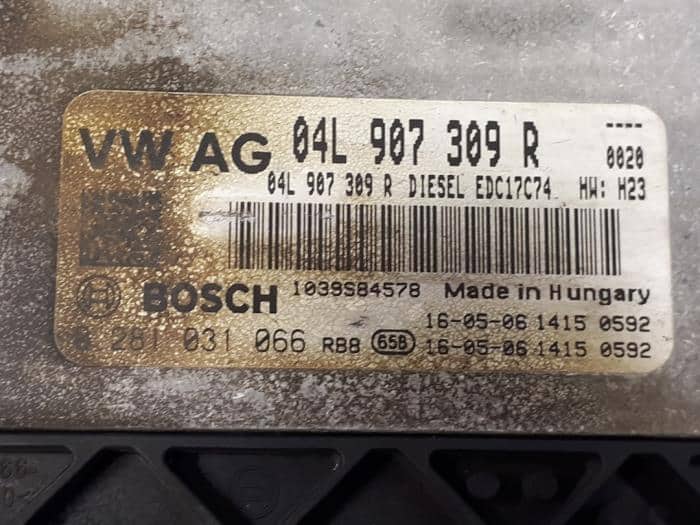 VW AG 04L 907 309 R
----
0020
04L 907 309 R DIESEL EDC17C74 HW: H23
BOSCH 1039S84578 Made in Hungary
0 281 031 066 RB8 65B
16-05-06 1415 0592
16-05-06 1415 0592